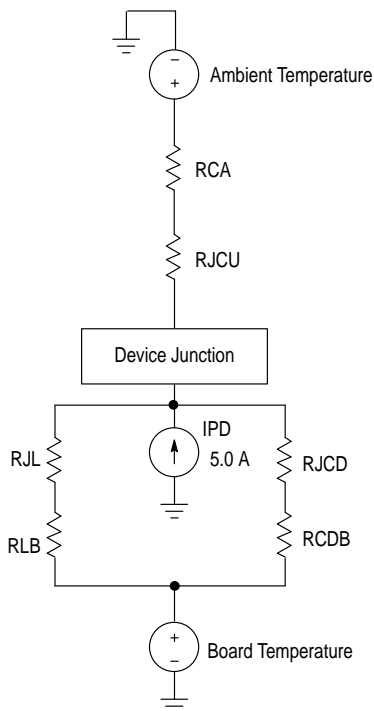 −
+
Ambient Temperature
RCA
RJCU
Device Junction
IPD
5.0 A
RJL
RJCD
RLB
RCDB
+
−
Board Temperature